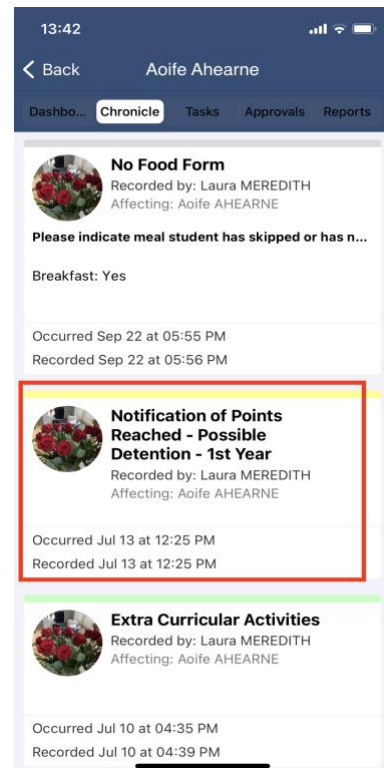 13:42
Back Aoife Ahearne
Dashbo... Chronicle Tasks Approvals Reports
No Food Form
Recorded by: Laura MEREDITH
Affecting: Aoife AHEARNE
Please indicate meal student has skipped or has n...
Breakfast: Yes
Occurred Sep 22 at 05:55 PM
Recorded Sep 22 at 05:56 PM
Notification of Points
Reached - Possible
Detention - 1st Year
Recorded by: Laura MEREDITH
Affecting: Aoife AHEARNE
Occurred Jul 13 at 12:25 PM
Recorded Jul 13 at 12:25 PM
Extra Curricular Activities
Recorded by: Laura MEREDITH
Affecting: Aoife AHEARNE
Occurred Jul 10 at 04:35 PM
Recorded Jul 10 at 04:39 PM